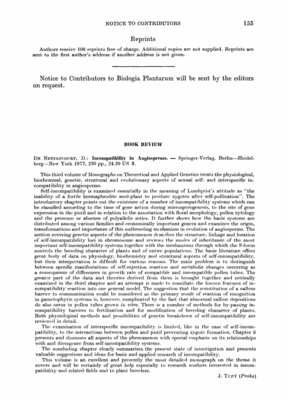 NOTICE TO CONTRIBUTORS 155
Reprints
Authors receive 100 reprints free of charge. Additional copies are not supplied. Reprints are
sent to the first author's address if another address is not given.
Notice to Contributors to Biologia Plantarum will be sent by the editors
on request.
BOOK REVIEW
DE NETTANCOURT, D.: Incompatibility in Angiosperms. — Springer-Verlag, Berlin—Heidel-
berg—New York 1977, 230 pp., 24.30 US $.
This third volume of Monographs on Theoretical and Applied Genetics treats the physiological,
biochemical, genetic, structural and evolutionary aspects of sexual self- and interspecific in-
compatibility in angiosperms.
Self-incompatibility is examined essentially in the meaning of Lundqvist's attitude as "the
inability of a fertile hermaphrodite seed-plant to produce zygotes after self-pollination". The
introductory chapter points out the existence of a number of incompatibility systems which can
be classified according to the time of gene action during microsporogenesis, to the site of gene
expression in the pistil and in relation to the association with floral morphology, pollen cytology
and the presence or absence of polyallelic series. It further shows how the basic systems are
distributed among various families and economically important genera and examines the origin,
transformations and importance of this outbreeding mechanism in evolution of angiosperms. The
section covering genetic aspects of the phenomenon describes the structure, linkage and function
of self-incompatibility loci in chromosomes and reviews the modes of inheritance of the most
important self-incompatibility systems together with the mechanisms through which the S-locus
controls the breeding character of plants and of entire populations. The basic literature offers
great body of data on physiology, biochemistry and structural aspects of self-incompatibility,
but their interpretation is difficult for various reasons. The main problem is to distinguish
between specific manifestations of self-rejection reaction and metabolic changes occurring as
a consequence of differences in growth rate of compatible and incompatible pollen tubes. The
greater part of the data and theories derived from them is brought together and critically
examined in the third chapter and an attempt is made to conciliate the known features of in-
compatibility reaction into one general model. The suggestion that the constitution of a callose
barrier to contamination could be considered as the primary result of reaction of recognition
in gametophytic systems is, however, complicated by the fact that abnormal callose depositions
do also occur in pollen tubes grown in vitro. There is a number of methods for by-passing in-
compatibility barriers to fertilization and for modification of breeding character of plants.
Both physiological methods and possibilities of genetic breakdown of self-incompatibility are
reviewed in detail.
The examination of interspecific incompatibility is limited, like in the case of self-incom-
patibility, to the interactions between pollen and pistil preventing zygote formation. Chapter 5
presents and discusses all aspects of the phenomenon with special emphasis on its relationships
with and divergence from self-incompatibility systems.
The concluding chapter clearly summarizes the present state of investigation and presents
valuable suggestions and ideas for basic and applied research of incompatibility.
This volume is an excellent and presently the most detailed monograph on the theme it
covers and will be certainly of great help especially to research workers interested in incom-
patibility and related fields and to plant breeders.
J. TUPÝ (Praha)